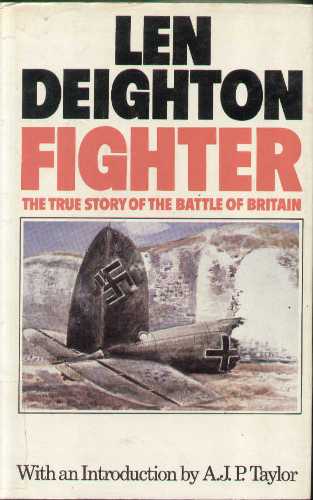 LEN
DEIGHTON
FIGHTER
THE TRUE STORY OF THE BATTLE OF BRITAIN
With an Introduction by A.J.P. Taylor